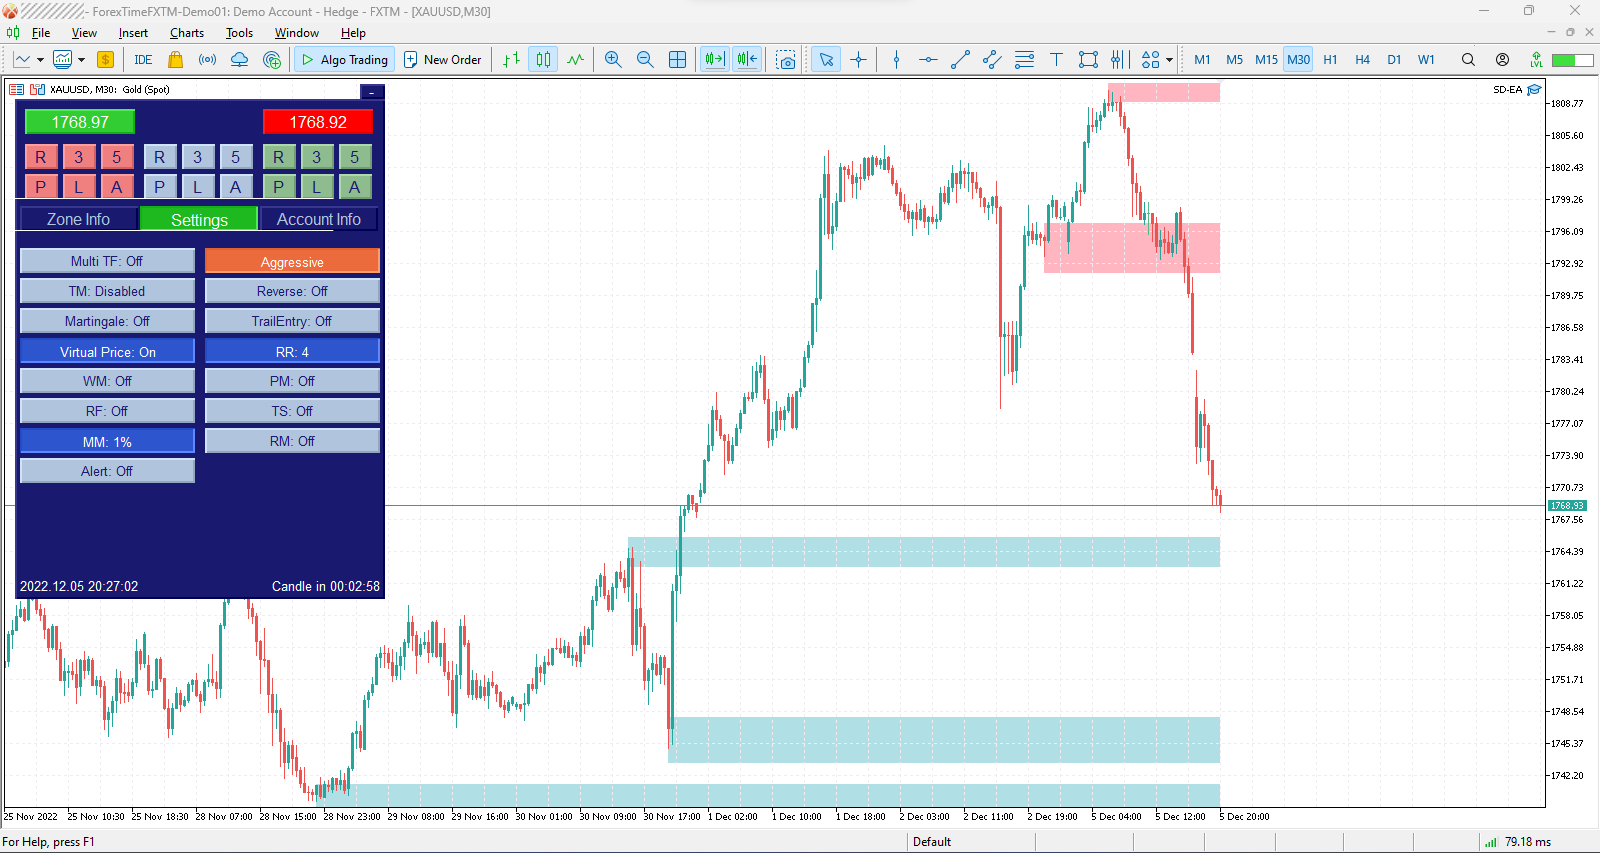 - ForexTimeFXTM-Demo01: Demo Account - Hedge - FXTM - [XAUUSD,M30]
File View Insert Charts Tools Window Help
IDE Algo Trading New Order M1 M5 M15 M30 H1 H4 D1 W1 LVL
XAUUSD, M30: Gold (Spot)
SD-EA
1768.97 1768.92
R 3 5 R 3 5 R 3 5
P L A P L A P L A
Zone Info Settings Account Info
Multi TF: Off Aggressive
TM: Disabled Reverse: Off
Martingale: Off TrailEntry: Off
Virtual Price: On RR: 4
WM: Off PM: Off
RF: Off TS: Off
MM: 1% RM: Off
Alert: Off
2022.12.05 20:27:02 Candle in 00:02:58
1808.77
1805.60
1802.43
1799.26
1796.09
1792.92
1789.75
1786.58
1783.41
1780.24
1777.07
1773.90
1770.73
1768.93
1767.56
1764.39
1761.22
1758.05
1754.88
1751.71
1748.54
1745.37
1742.20
25 Nov 2022 25 Nov 10:30 25 Nov 18:30 28 Nov 07:00 28 Nov 15:00 28 Nov 23:00 29 Nov 08:00 29 Nov 16:00 30 Nov 01:00 30 Nov 09:00 30 Nov 17:00 1 Dec 02:00 1 Dec 10:00 1 Dec 18:00 2 Dec 03:00 2 Dec 11:00 2 Dec 19:00 5 Dec 04:00 5 Dec 12:00 5 Dec 20:00
For Help, press F1 Default 79.18 ms